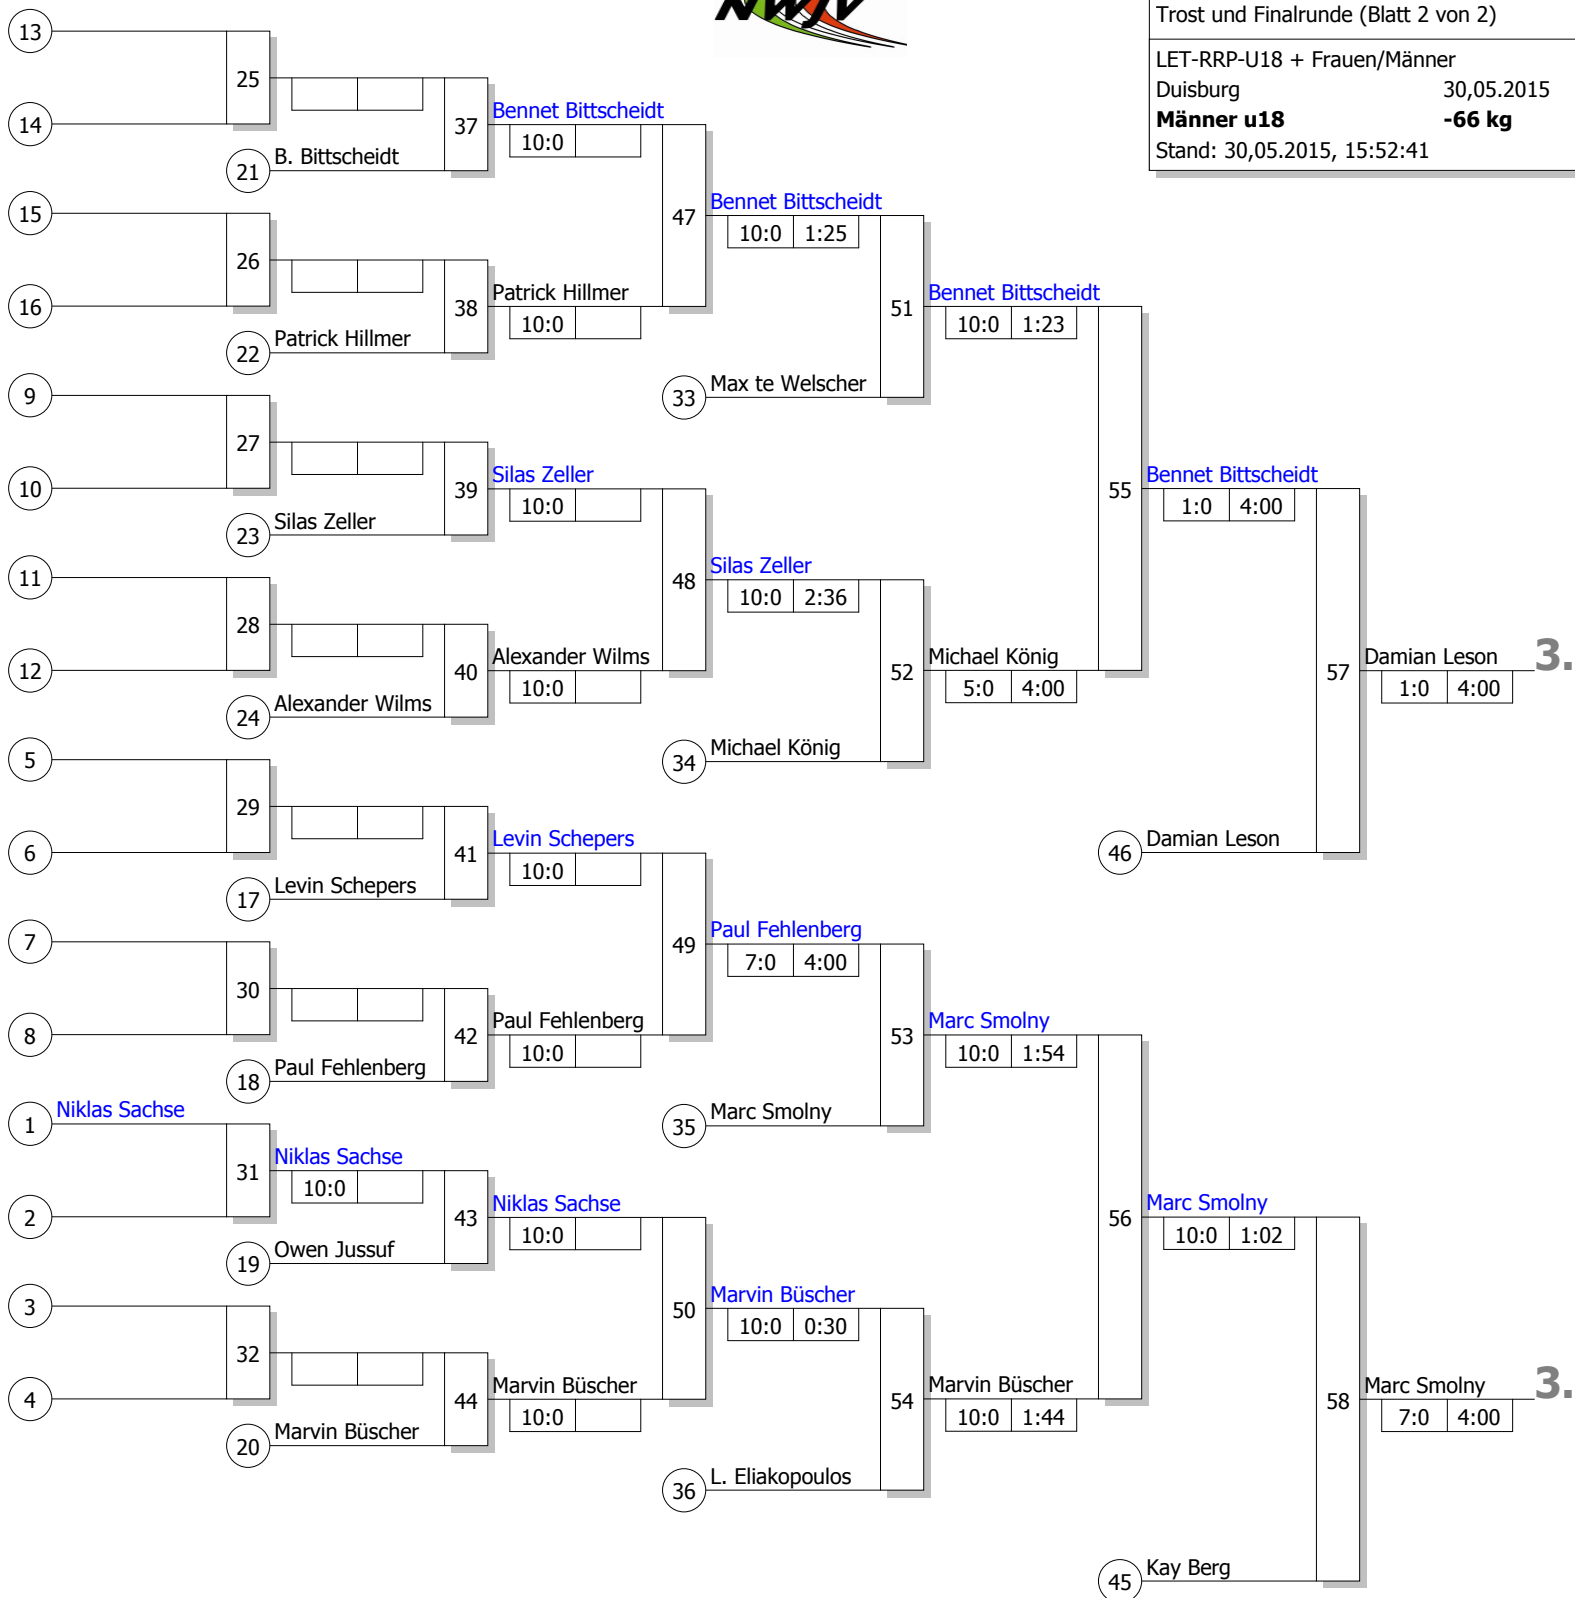 NWJV
Trost und Finalrunde (Blatt 2 von 2)
LET-RRP-U18 + Frauen/Männer
Duisburg 30,05.2015
Männer u18 -66 kg
Stand: 30,05.2015, 15:52:41
13
25
14
37
Bennet Bittscheidt
10:0
21
B. Bittscheidt
15
47
Bennet Bittscheidt
10:0 1:25
26
16
38
Patrick Hillmer
10:0
22
Patrick Hillmer
51
Bennet Bittscheidt
10:0 1:23
9
33
Max te Welscher
27
10
39
Silas Zeller
10:0
23
Silas Zeller
55
Bennet Bittscheidt
1:0 4:00
11
48
Silas Zeller
10:0 2:36
28
12
40
Alexander Wilms
10:0
24
Alexander Wilms
52
Michael König
5:0 4:00
57
Damian Leson
3.
1:0 4:00
5
34
Michael König
29
6
41
Levin Schepers
10:0
46
Damian Leson
17
Levin Schepers
7
49
Paul Fehlenberg
7:0 4:00
30
8
42
Paul Fehlenberg
10:0
53
Marc Smolny
10:0 1:54
18
Paul Fehlenberg
1
Niklas Sachse
35
Marc Smolny
31
Niklas Sachse
10:0
2
43
Niklas Sachse
10:0
56
Marc Smolny
10:0 1:02
19
Owen Jussuf
3
50
Marvin Büscher
10:0 0:30
32
4
44
Marvin Büscher
10:0
54
Marvin Büscher
10:0 1:44
58
Marc Smolny
3.
7:0 4:00
20
Marvin Büscher
36
L. Eliakopoulos
45
Kay Berg